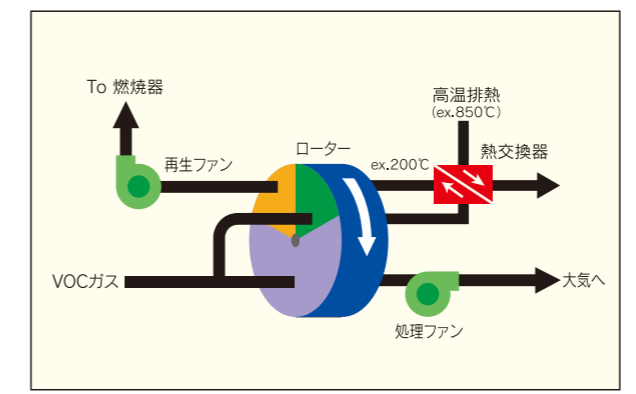 To 燃焼器
高温排熱
(ex.850℃)
ローター
再生ファン
ex.200℃
熱交換器
VOCガス
大気へ
処理ファン